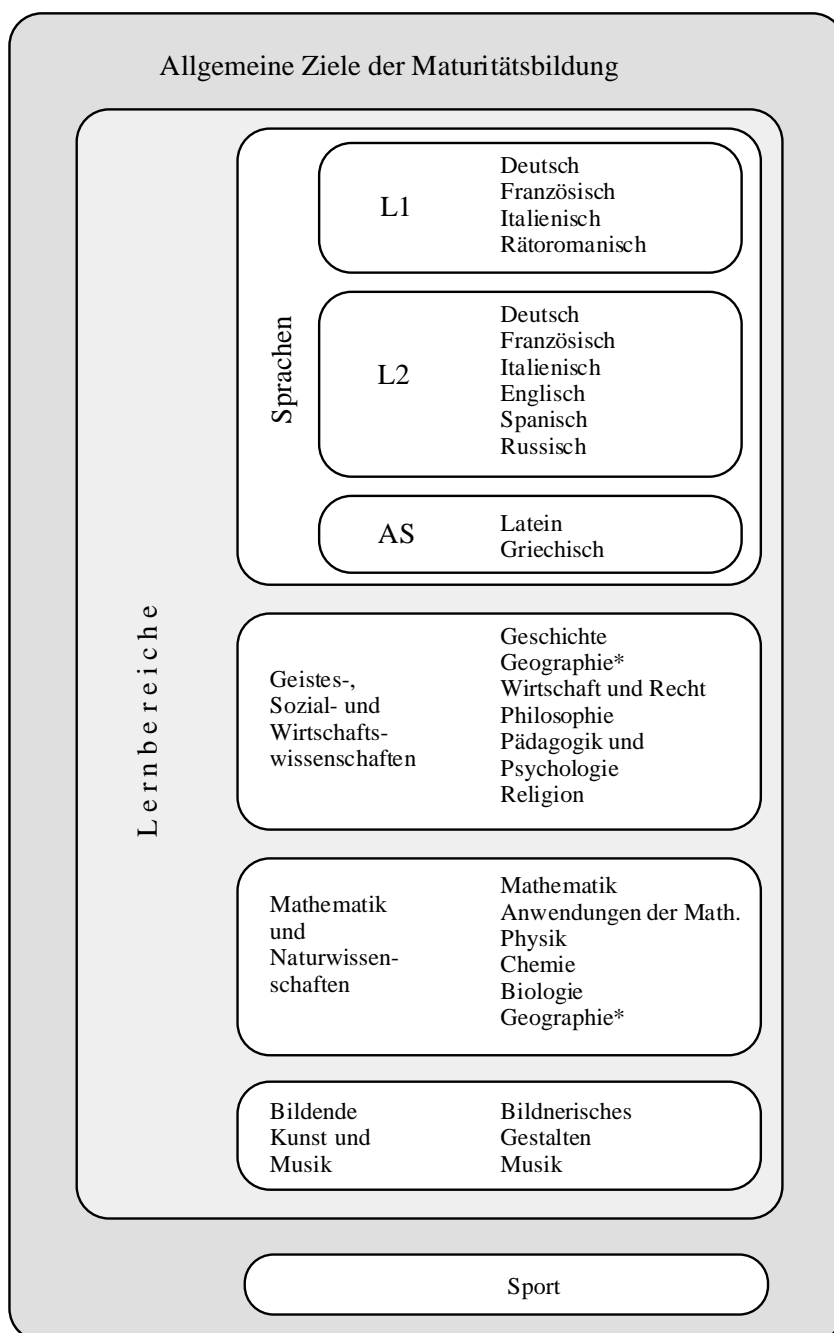 Allgemeine Ziele der Maturitätsbildung
Lernbereiche
Sprachen
L1
Deutsch
Französisch
Italienisch
Rätoromanisch
L2
Deutsch
Französisch
Italienisch
Englisch
Spanisch
Russisch
AS
Latein
Griechisch
Geistes-,
Sozial- und
Wirtschafts-
wissenschaften
Geschichte
Geographie*
Wirtschaft und Recht
Philosophie
Pädagogik und
Psychologie
Religion
Mathematik
und
Naturwissen-
schaften
Mathematik
Anwendungen der Math.
Physik
Chemie
Biologie
Geographie*
Bildende
Kunst und
Musik
Bildnerisches
Gestalten
Musik
Sport